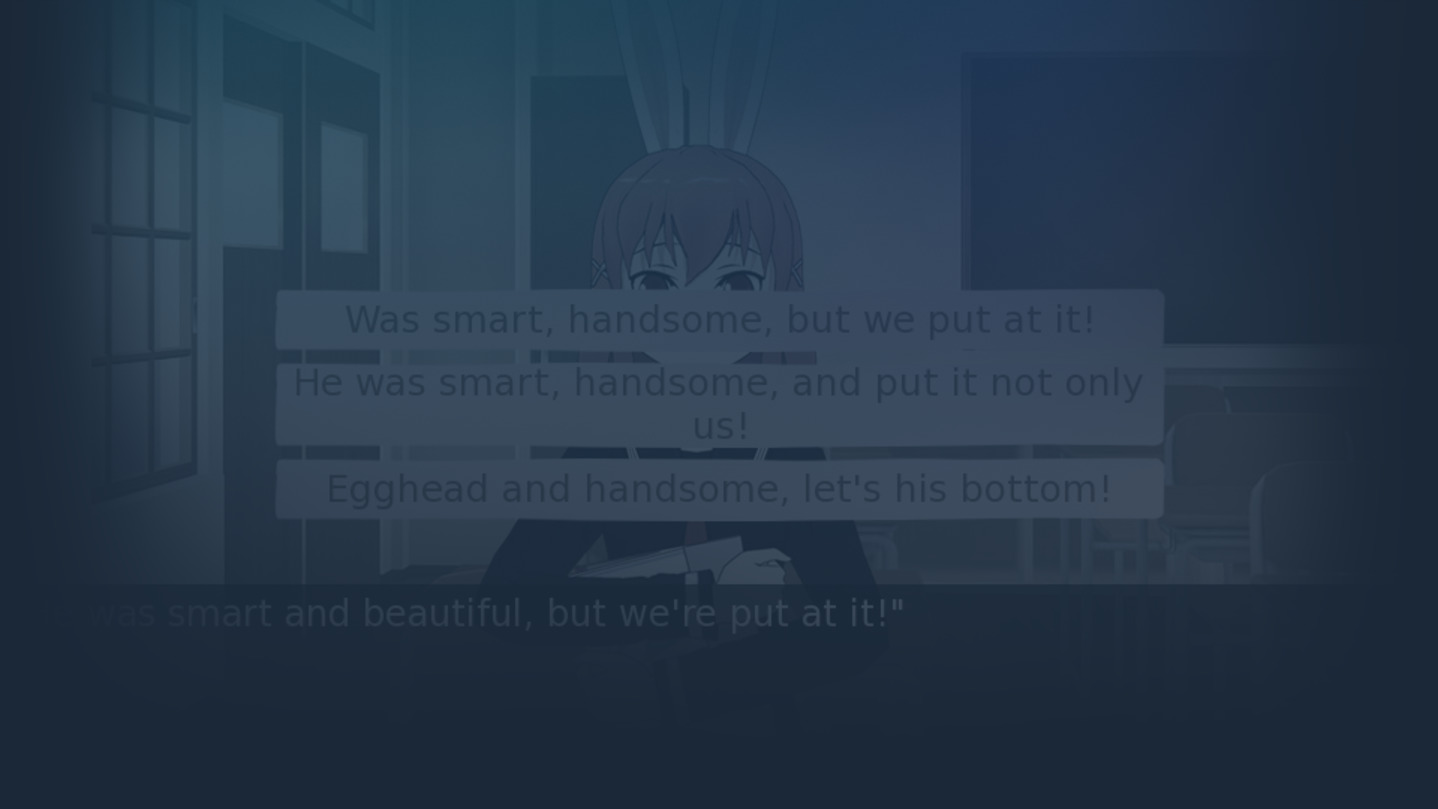 Was smart, handsome, but we put at it!
He was smart, handsome, and put it not only
us!
Egghead and handsome, let's his bottom!
was smart and beautiful, but we're put at it!"